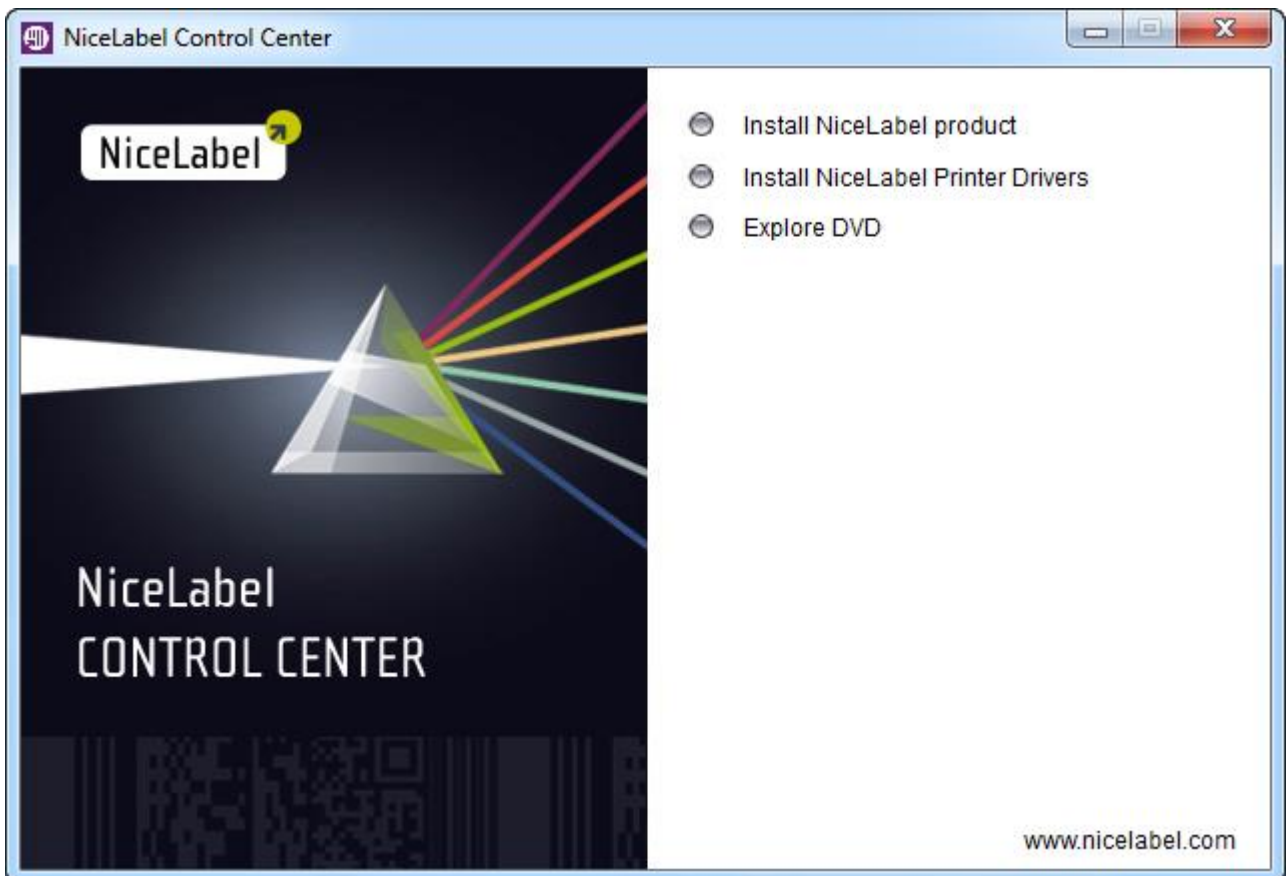 NiceLabel Control Center
NiceLabel
NiceLabel
CONTROL CENTER
Install NiceLabel product
Install NiceLabel Printer Drivers
Explore DVD
www.nicelabel.com